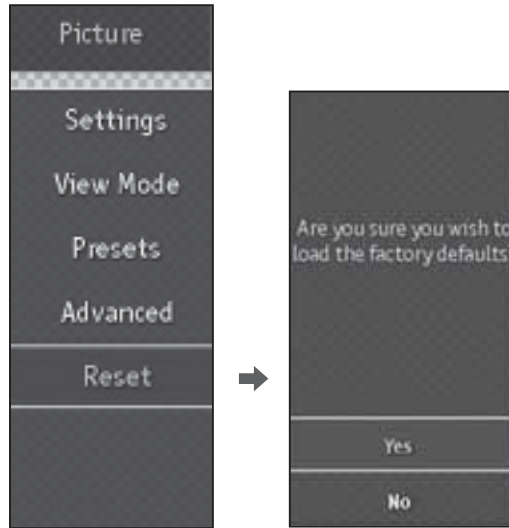 Picture
Settings
View Mode
Presets
Advanced
Reset
Are you sure you wish to
load the factory defaults
Yes
No